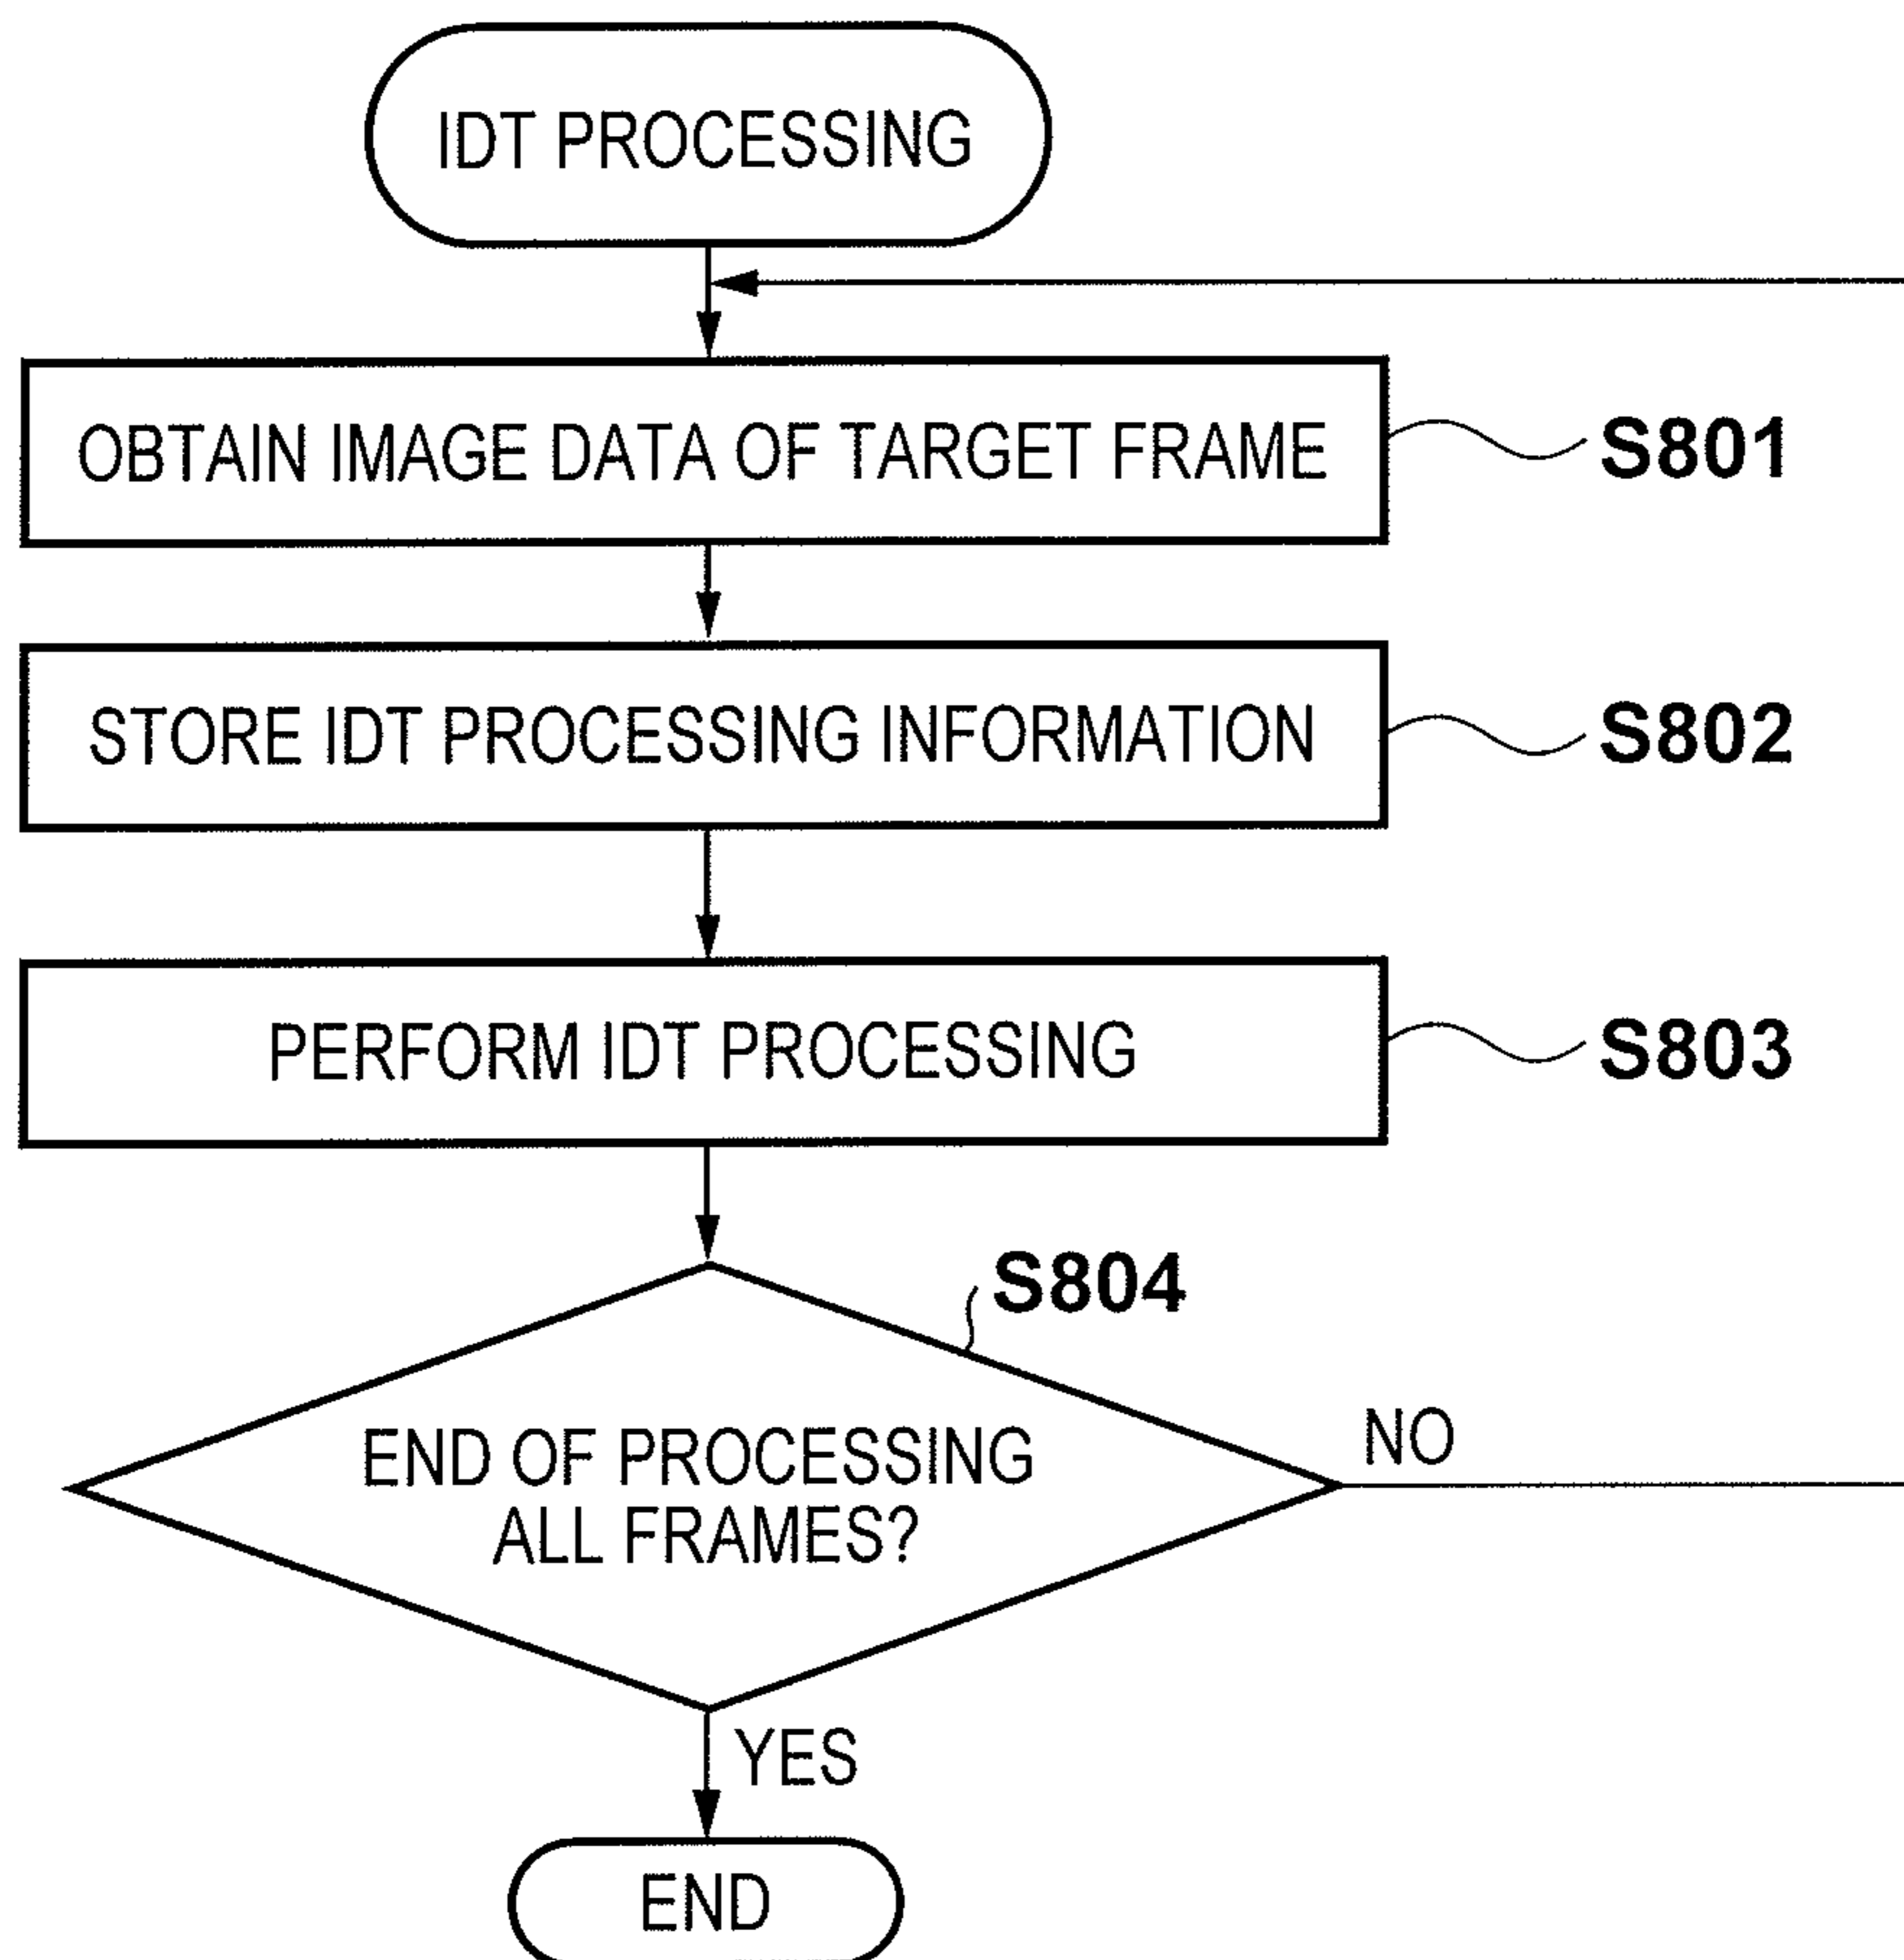 IDT PROCESSING
OBTAIN IMAGE DATA OF TARGET FRAME
S801
STORE IDT PROCESSING INFORMATION
S802
PERFORM IDT PROCESSING
S803
S804
END OF PROCESSING
ALL FRAMES?
NO
YES
END